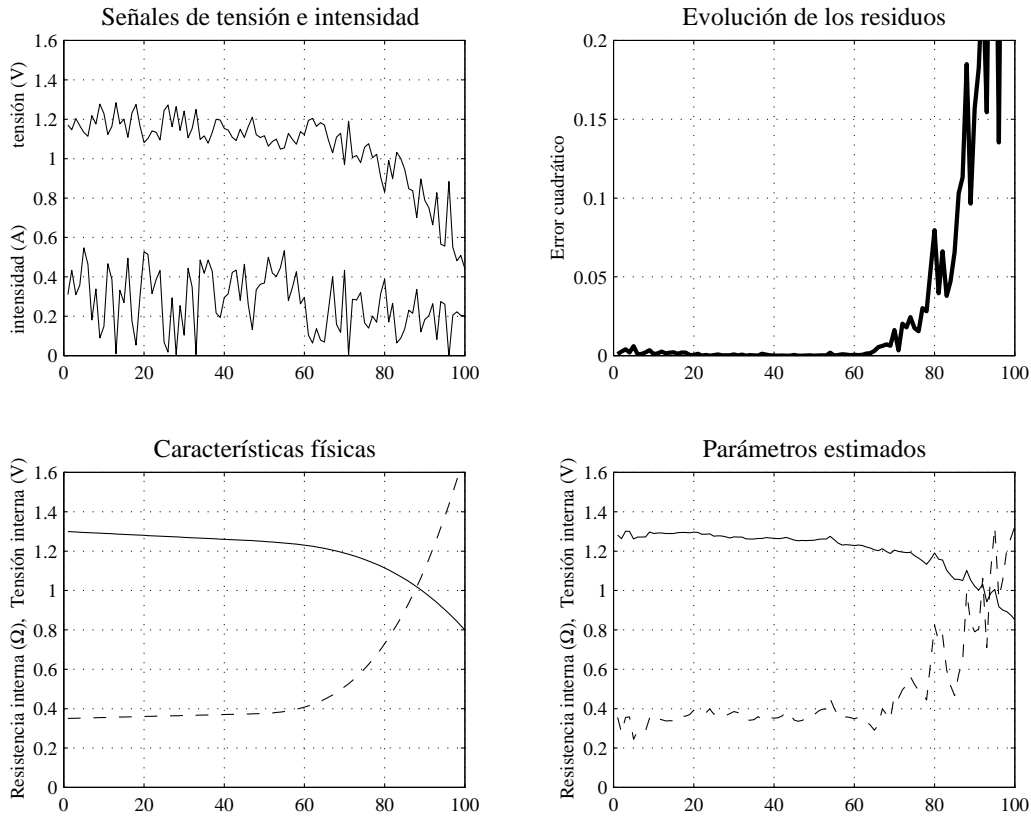 Señales de tensión e intensidad
1.6
1.4
1.2
1
0.8
0.6
0.4
0.2
0
tensión (V)
intensidad (A)
0 20 40 60 80 100
Evolución de los residuos
0.2
0.15
0.1
0.05
0
Error cuadrático
0 20 40 60 80 100
Características físicas
1.6
1.4
1.2
1
0.8
0.6
0.4
0.2
0
Resistencia interna (Ω), Tensión interna (V)
0 20 40 60 80 100
Parámetros estimados
1.6
1.4
1.2
1
0.8
0.6
0.4
0.2
0
Resistencia interna (Ω), Tensión interna (V)
0 20 40 60 80 100